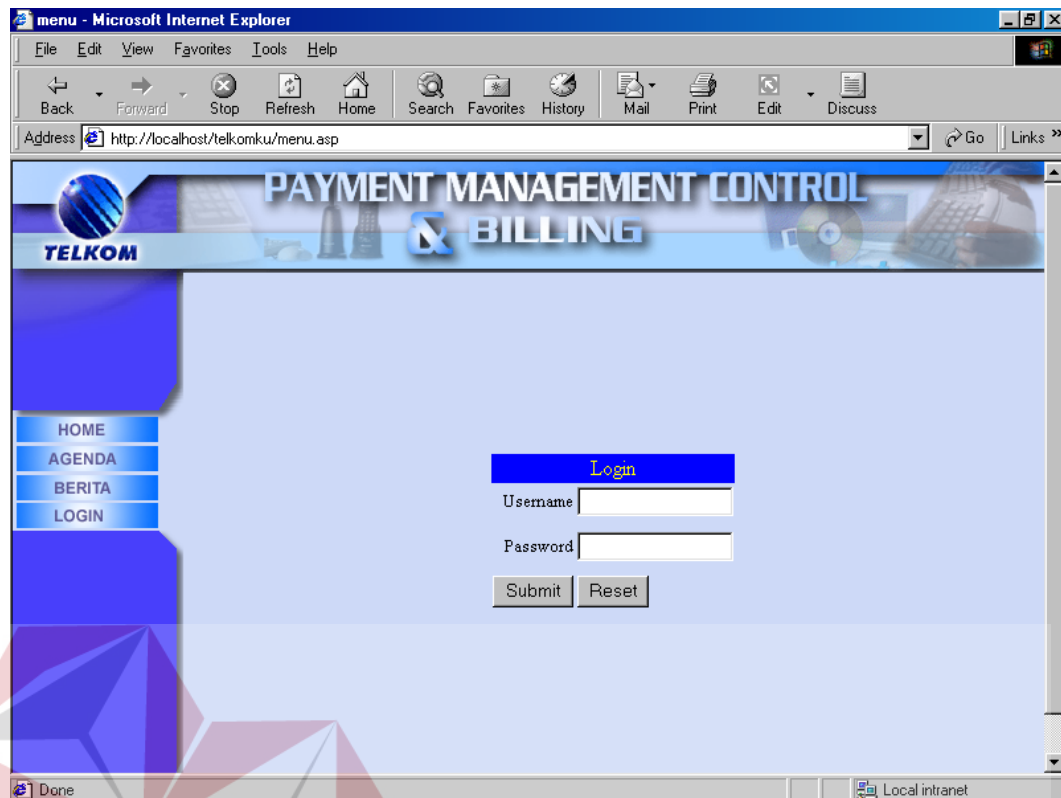 menu - Microsoft Internet Explorer
File Edit View Favorites Tools Help
Back Forward Stop Refresh Home Search Favorites History Mail Print Edit Discuss
Address http://localhost/telkomku/menu.asp Go Links »
PAYMENT MANAGEMENT CONTROL
& BILLING
TELKOM
HOME
AGENDA
BERITA
LOGIN
Login
Username
Password
Submit Reset
Done Local intranet